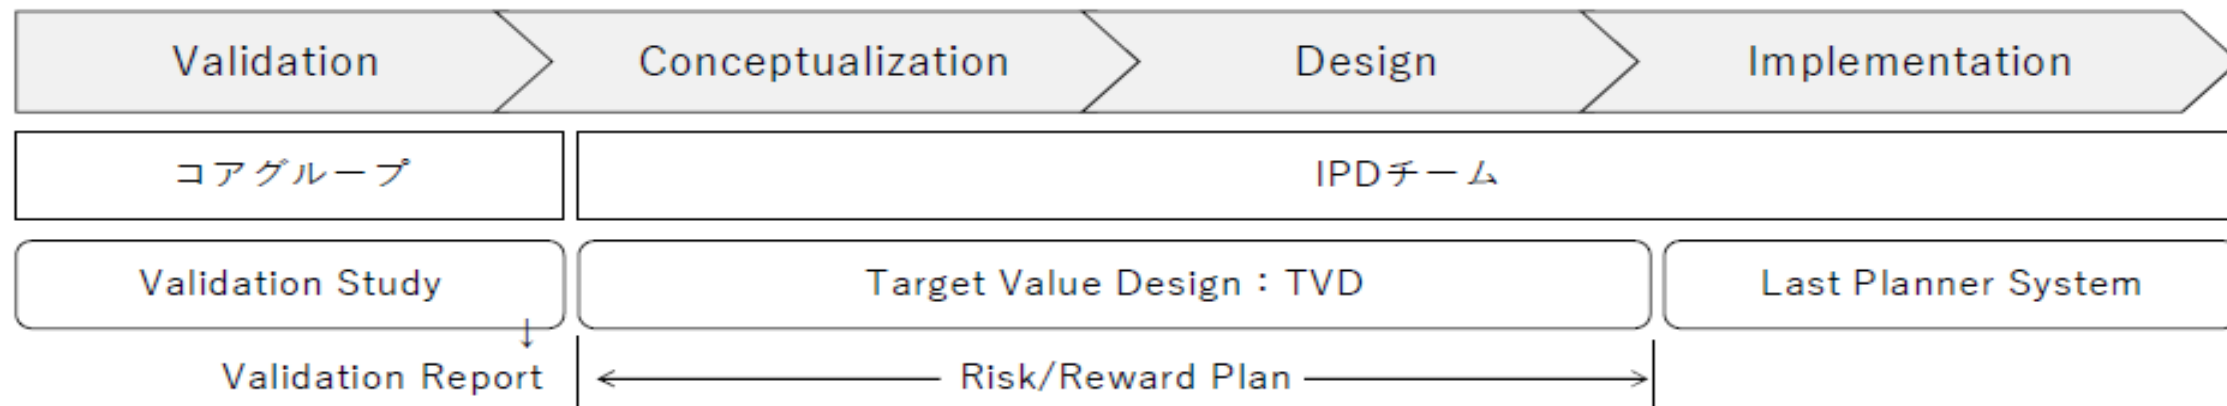 Validation Conceptualization Design Implementation
コアグループ IPDチーム
Validation Study Target Value Design：TVD Last Planner System
↓
Validation Report Risk/Reward Plan